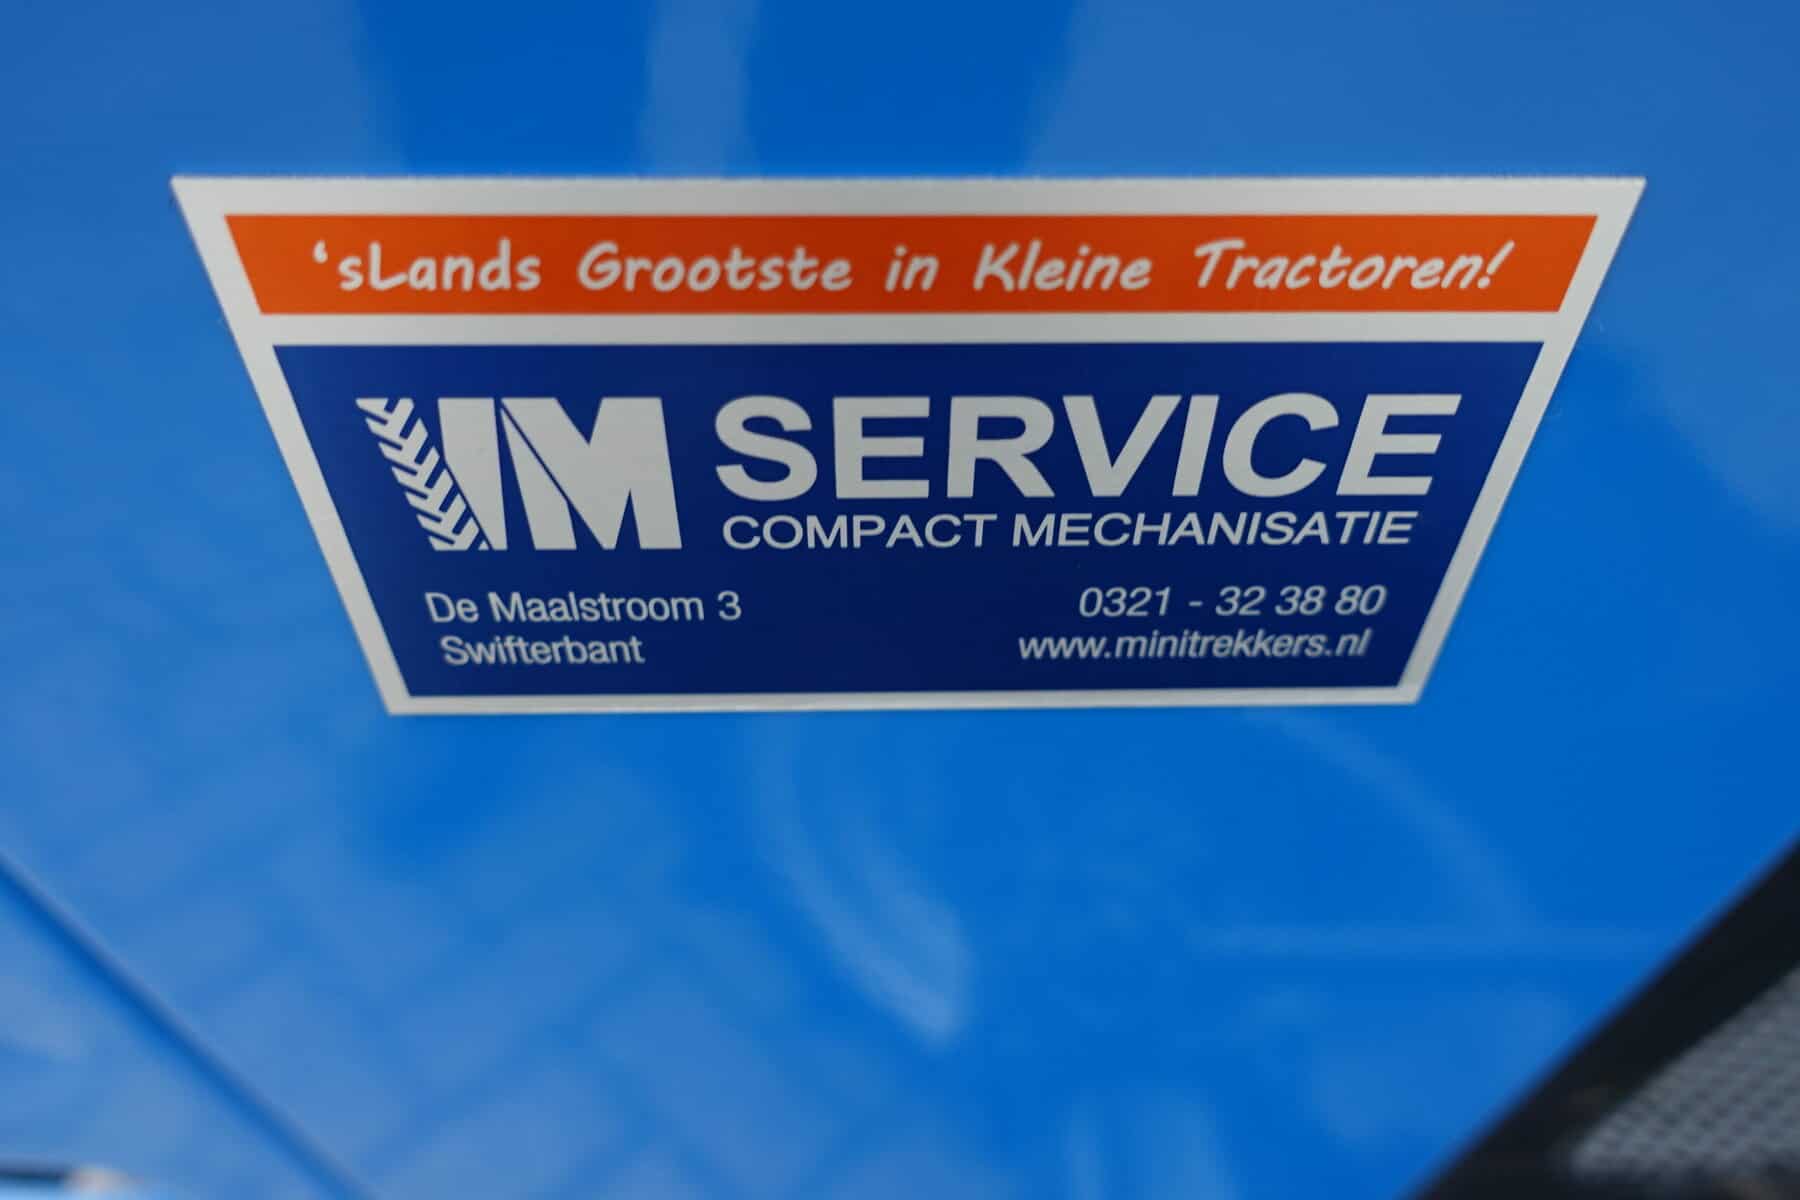 'sLands Grootste in Kleine Tractoren!
IM SERVICE
COMPACT MECHANISATIE
De Maalstroom 3
Swifterbant
0321 - 32 38 80
www.minitrekkers.nl